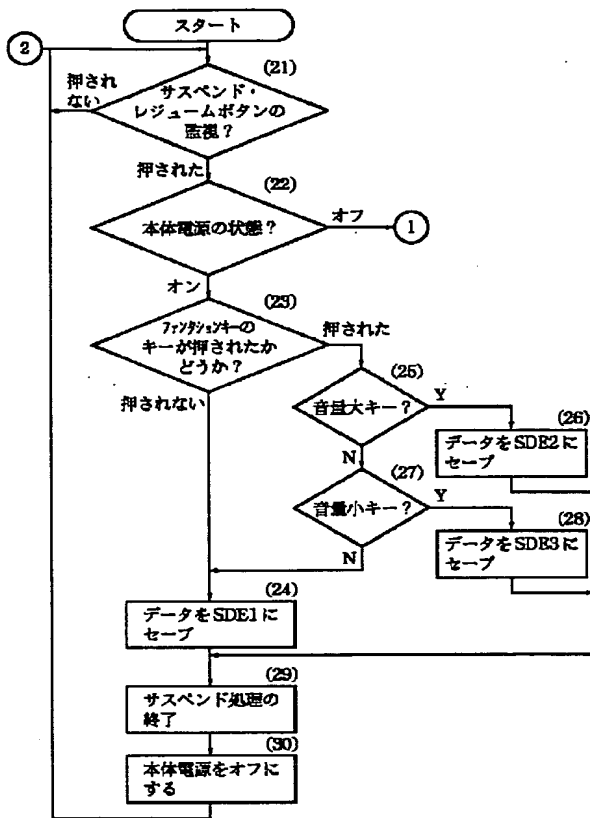 スタート
2
(21)
押され
ない
サスペンド・
レジュームボタンの
監視？
押された
(22)
本体電源の状態？
オフ
1
オン
(23)
ファンクションキーの
キーが押されたか
どうか？
押された
押されない
(25)
音量大キー？
Y
(26)
データをSDE2に
セーブ
N
(27)
音量小キー？
Y
(28)
データをSDE3に
セーブ
N
(24)
データをSDE1に
セーブ
(29)
サスペンド処理の
終了
(30)
本体電源をオフに
する